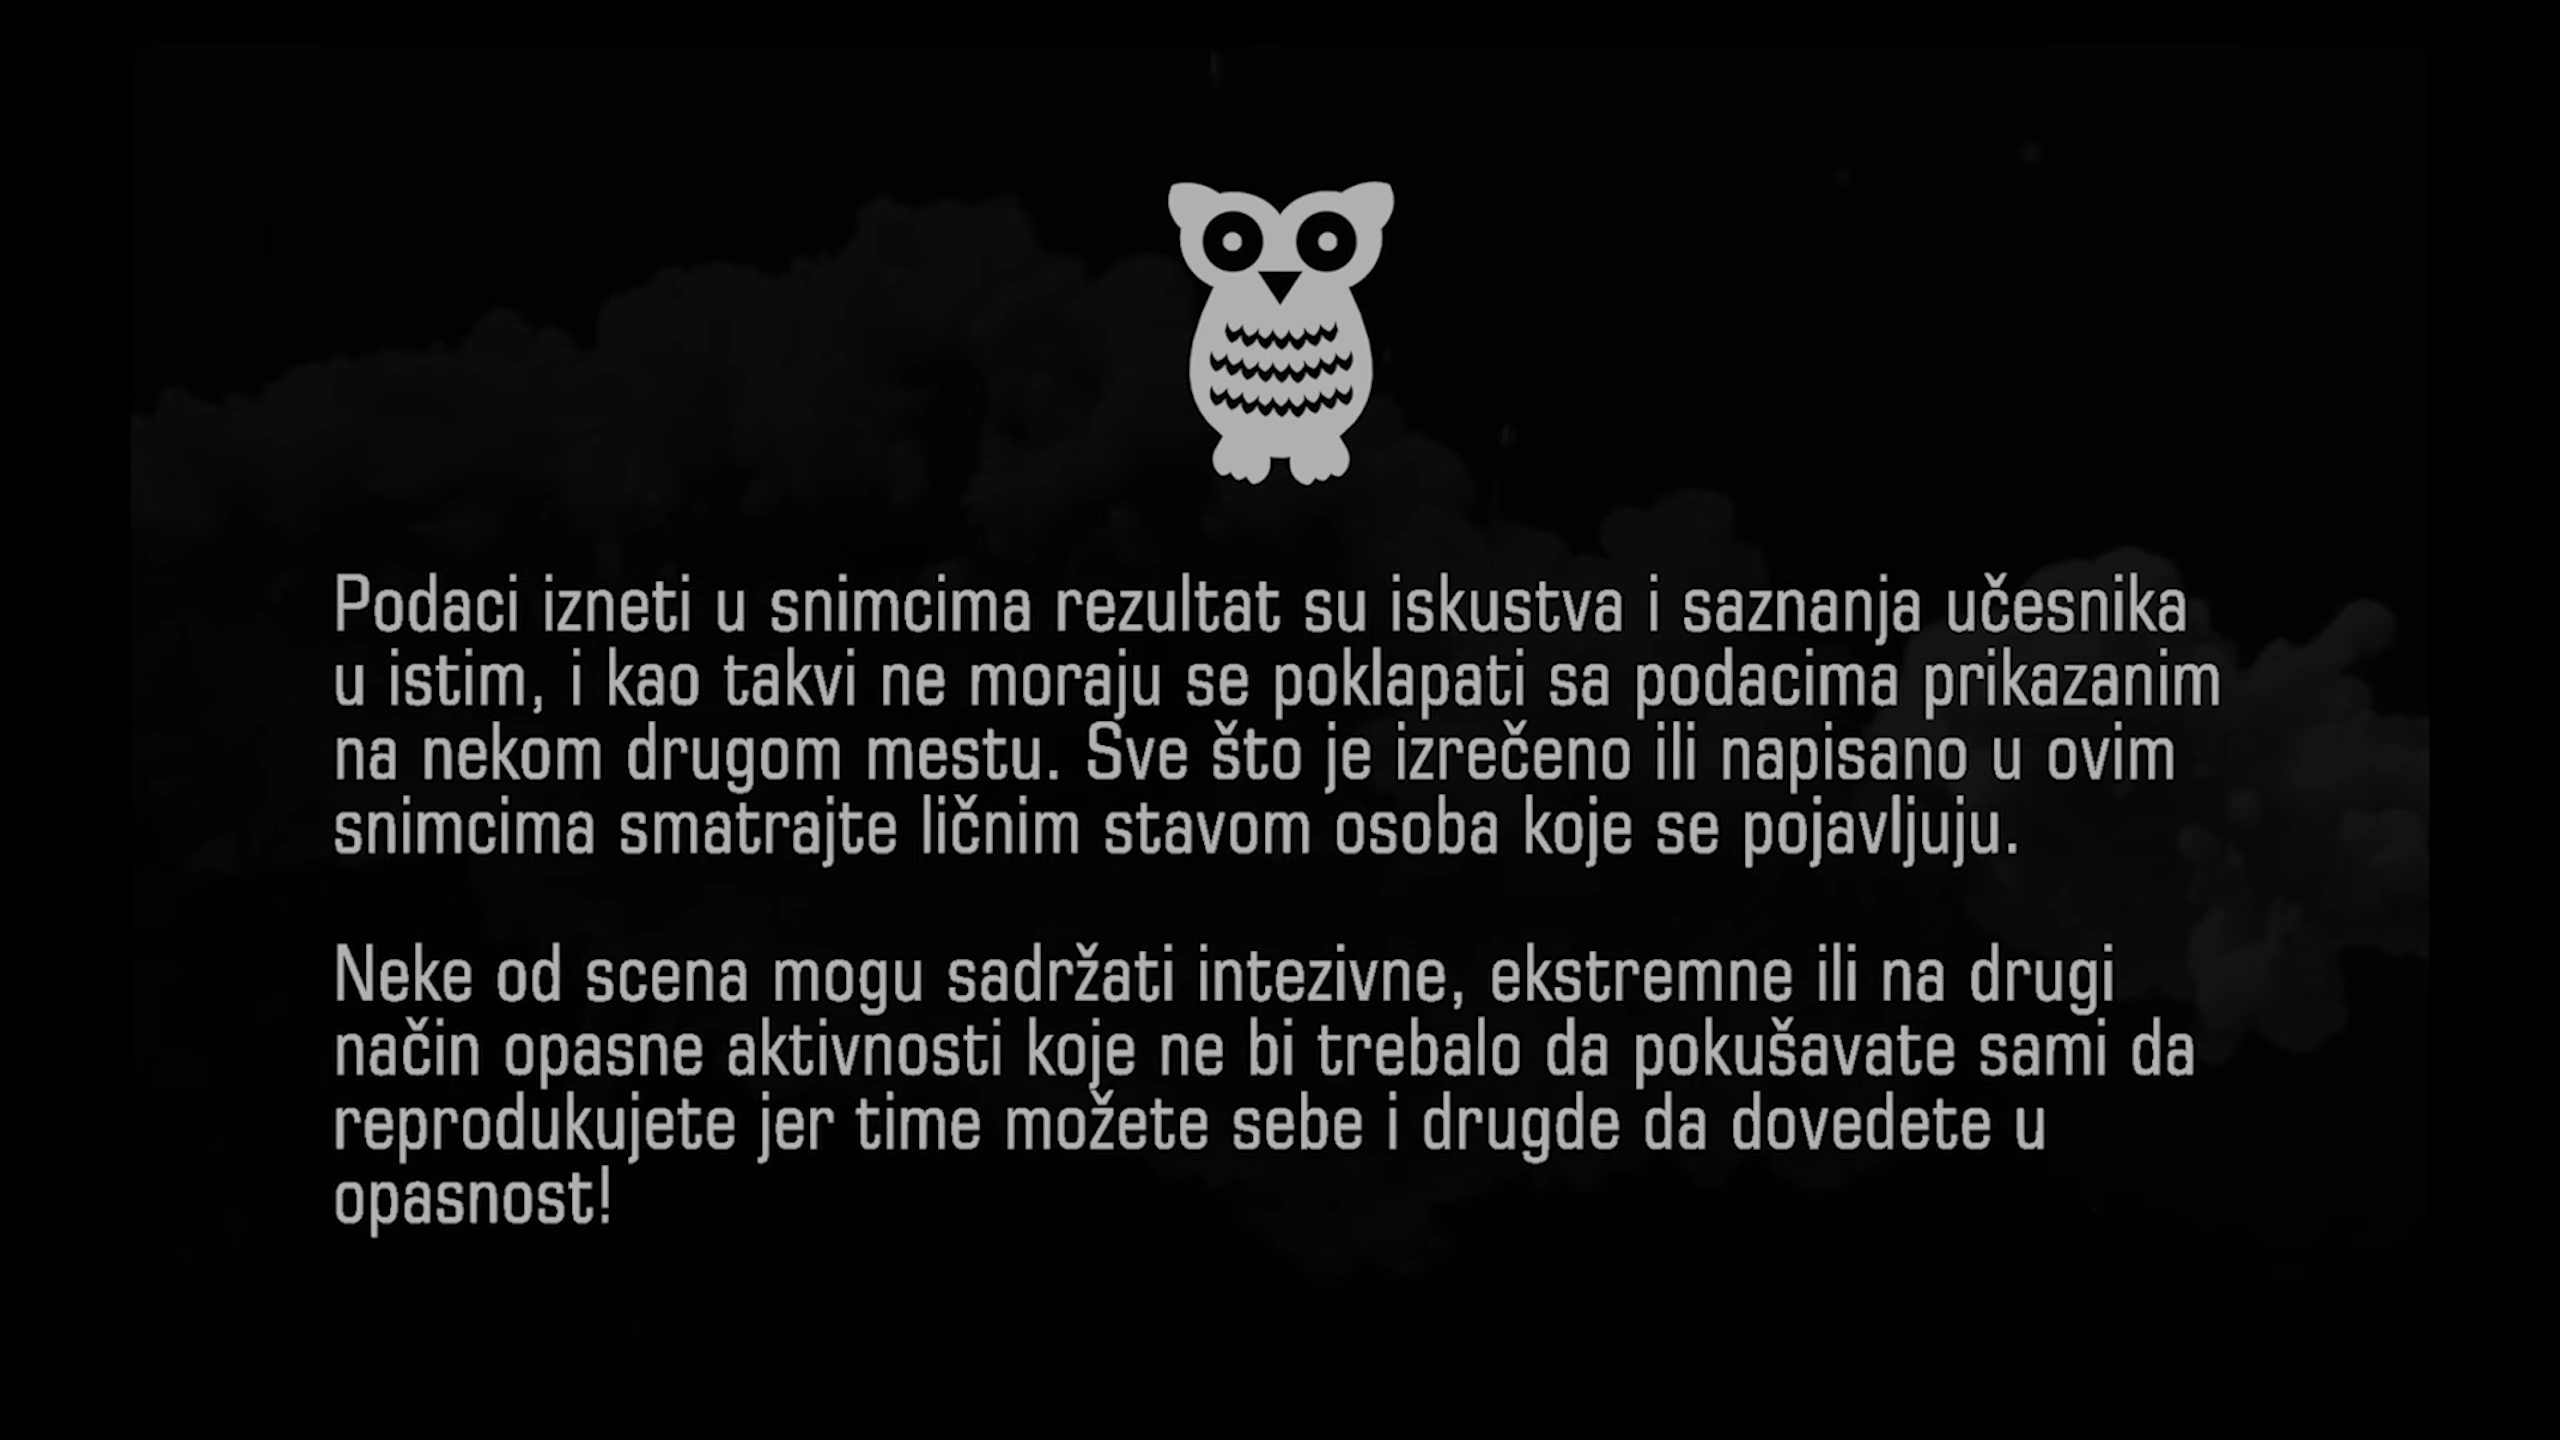 Podaci izneti u snimcima rezultat su iskustva i saznanja učesnika
u istim, i kao takvi ne moraju se poklapati sa podacima prikazanim
na nekom drugom mestu. Sve što je izrečeno ili napisano u ovim
snimcima smatrajte ličnim stavom osoba koje se pojavljuju.
Neke od scena mogu sadržati intezivne, ekstremne ili na drugi
način opasne aktivnosti koje ne bi trebalo da pokušavate sami da
reprodukujete jer time možete sebe i drugde da dovedete u
opasnost!